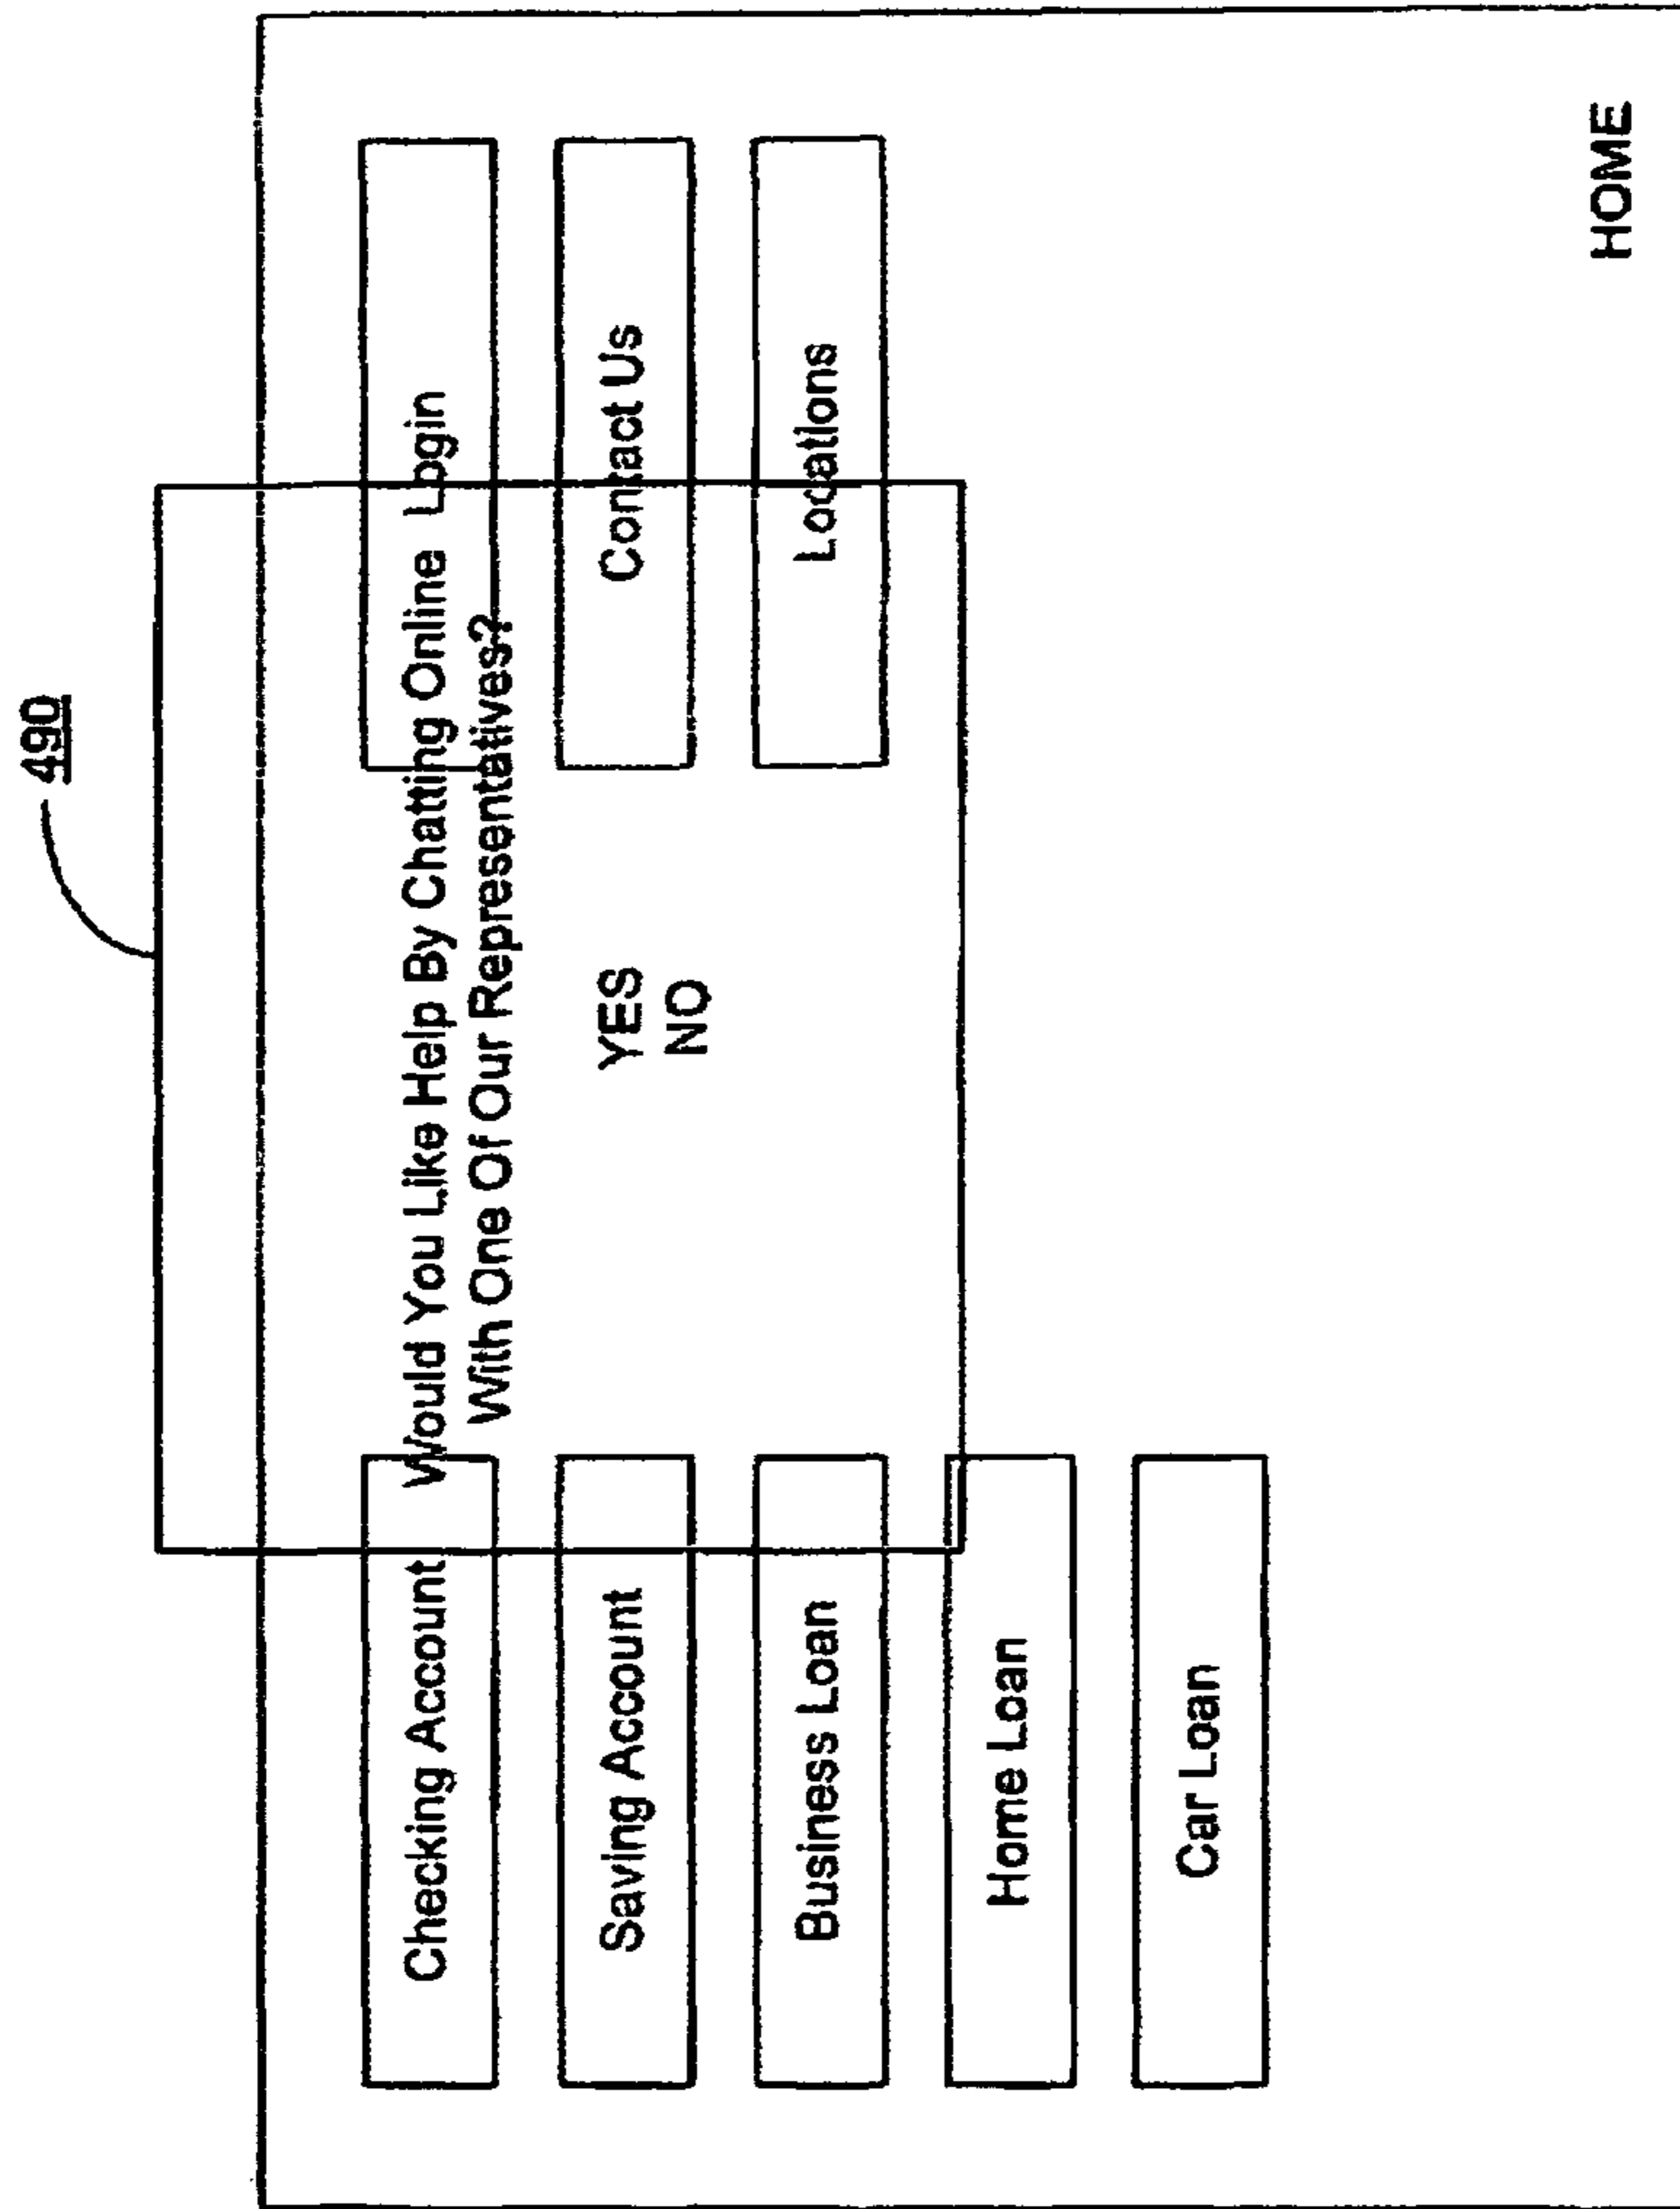 490
Checking Account
Would You Like Help By Chatting Online
With One Of Our Representatives?
Login
Saving Account
YES
NO
Contact Us
Business Loan
Locations
Home Loan
Car Loan
HOME